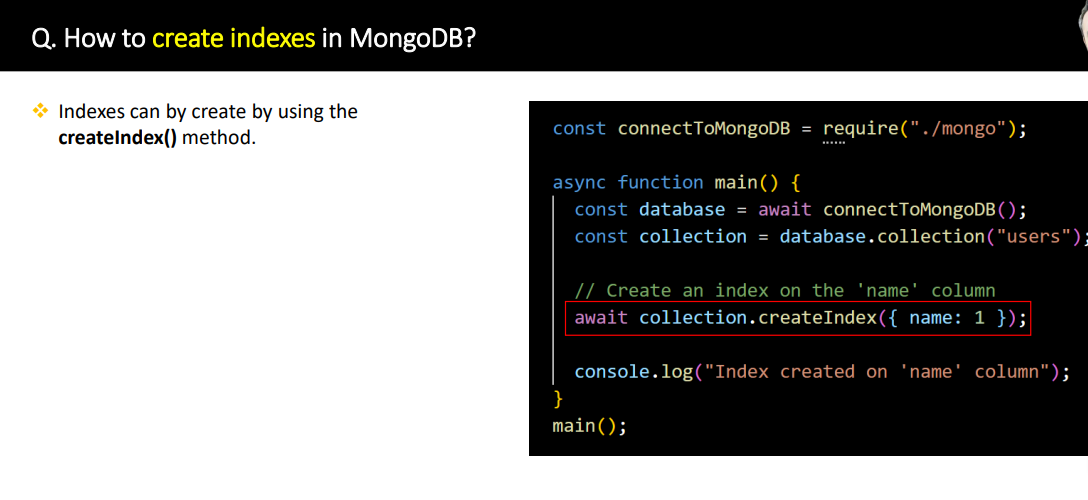 Q. How to create indexes in MongoDB?
Indexes can by create by using the
createIndex() method.
const connectToMongoDB = require("./mongo");
async function main() {
const database = await connectToMongoDB();
const collection = database.collection("users");
// Create an index on the 'name' column
await collection.createIndex({ name: 1 });
console.log("Index created on 'name' column");
}
main();